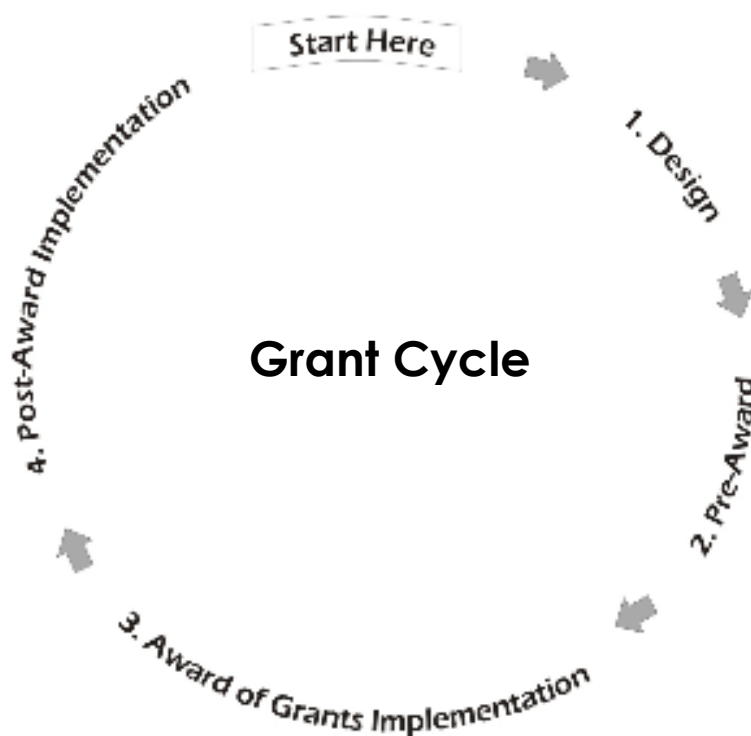 Start Here
1. Design
2. Pre-Award
3. Award of Grants Implementation
4. Post-Award Implementation
Grant Cycle